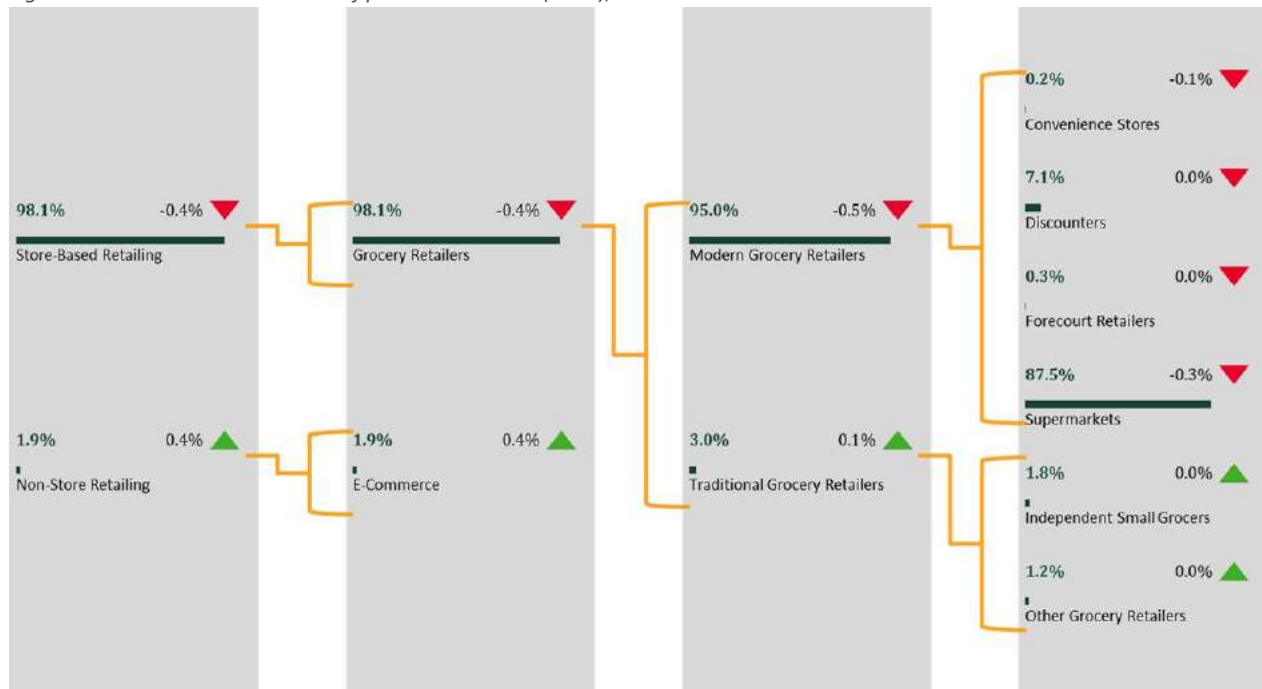 98.1% -0.4%
Store-Based Retailing
1.9% 0.4%
Non-Store Retailing
98.1% -0.4%
Grocery Retailers
1.9% 0.4%
E-Commerce
95.0% -0.5%
Modern Grocery Retailers
3.0% 0.1%
Traditional Grocery Retailers
0.2% -0.1%
Convenience Stores
7.1% 0.0%
Discounters
0.3% 0.0%
Forecourt Retailers
87.5% -0.3%
Supermarkets
1.8% 0.0%
Independent Small Grocers
1.2% 0.0%
Other Grocery Retailers